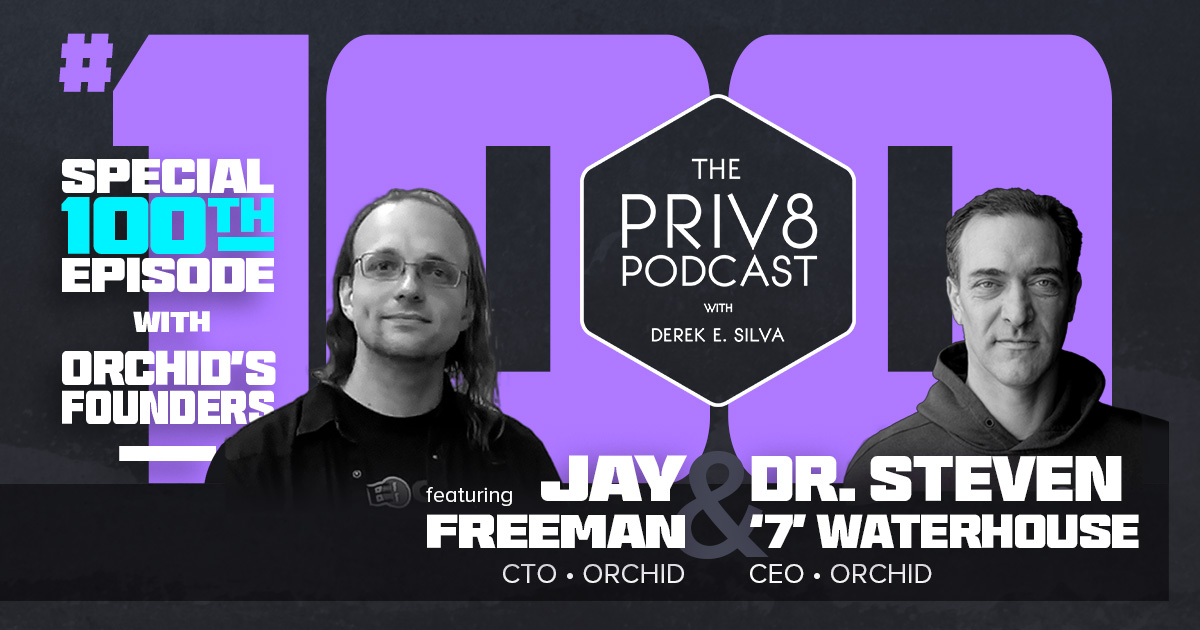 #100
SPECIAL
100TH
EPISODE
WITH
ORCHID'S
FOUNDERS
THE
PRIV8
PODCAST
WITH
DEREK E. SILVA
featuring JAY
FREEMAN
CTO • ORCHID
&
DR. STEVEN
'7' WATERHOUSE
CEO • ORCHID